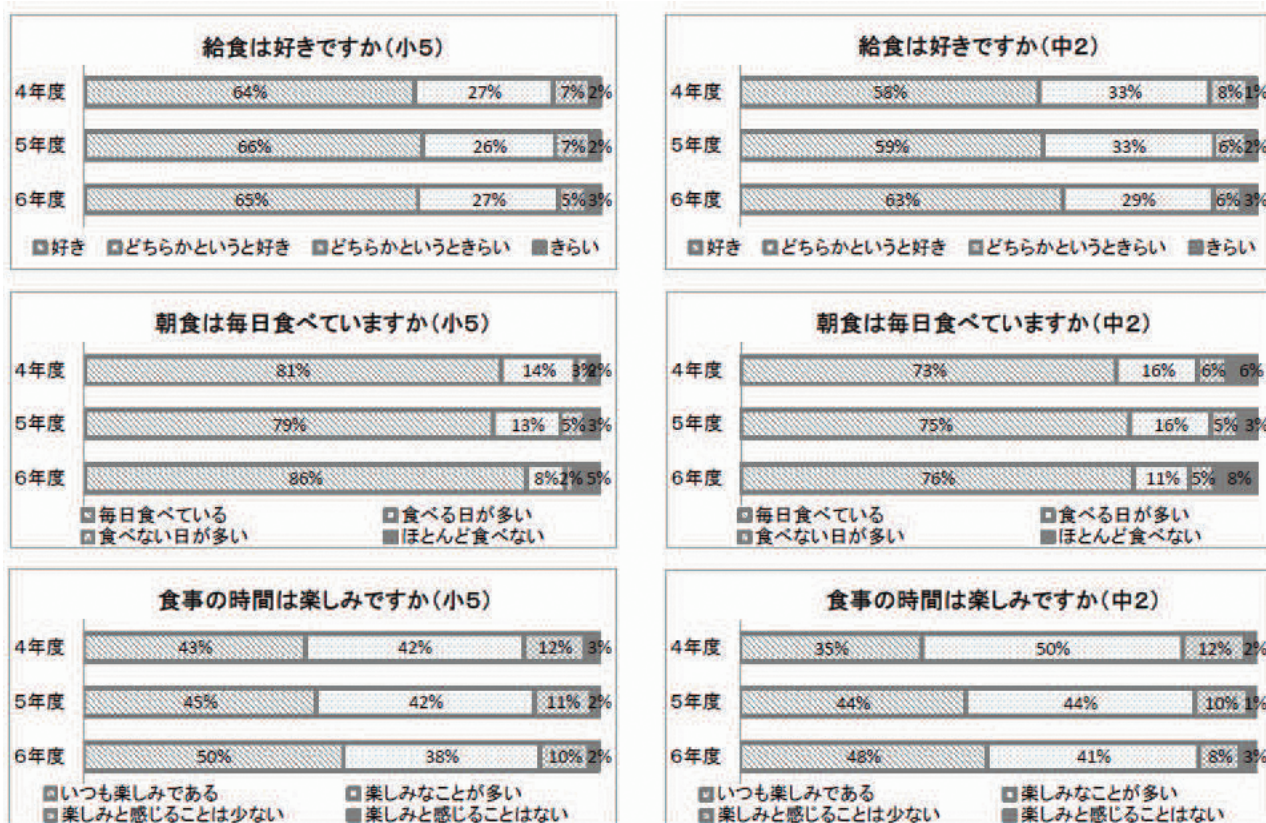 給食は好きですか(小5)
4年度 64% 27% 7% 2%
5年度 66% 26% 7% 2%
6年度 65% 27% 5% 3%
好き どちらかというと好き どちらかというときらい きらい
給食は好きですか(中2)
4年度 58% 33% 8% 1%
5年度 59% 33% 6% 2%
6年度 63% 29% 6% 3%
好き どちらかというと好き どちらかというときらい きらい
朝食は毎日食べていますか(小5)
4年度 81% 14% 3% 2%
5年度 79% 13% 5% 3%
6年度 86% 8% 2% 5%
毎日食べている 食べる日が多い
食べない日が多い ほとんど食べない
朝食は毎日食べていますか(中2)
4年度 73% 16% 6% 6%
5年度 75% 16% 5% 3%
6年度 76% 11% 5% 8%
毎日食べている 食べる日が多い
食べない日が多い ほとんど食べない
食事の時間は楽しみですか(小5)
4年度 43% 42% 12% 3%
5年度 45% 42% 11% 2%
6年度 50% 38% 10% 2%
いつも楽しみである 楽しみなことが多い
楽しみと感じることは少ない 楽しみと感じることはない
食事の時間は楽しみですか(中2)
4年度 35% 50% 12% 2%
5年度 44% 44% 10% 1%
6年度 48% 41% 8% 3%
いつも楽しみである 楽しみなことが多い
楽しみと感じることは少ない 楽しみと感じることはない